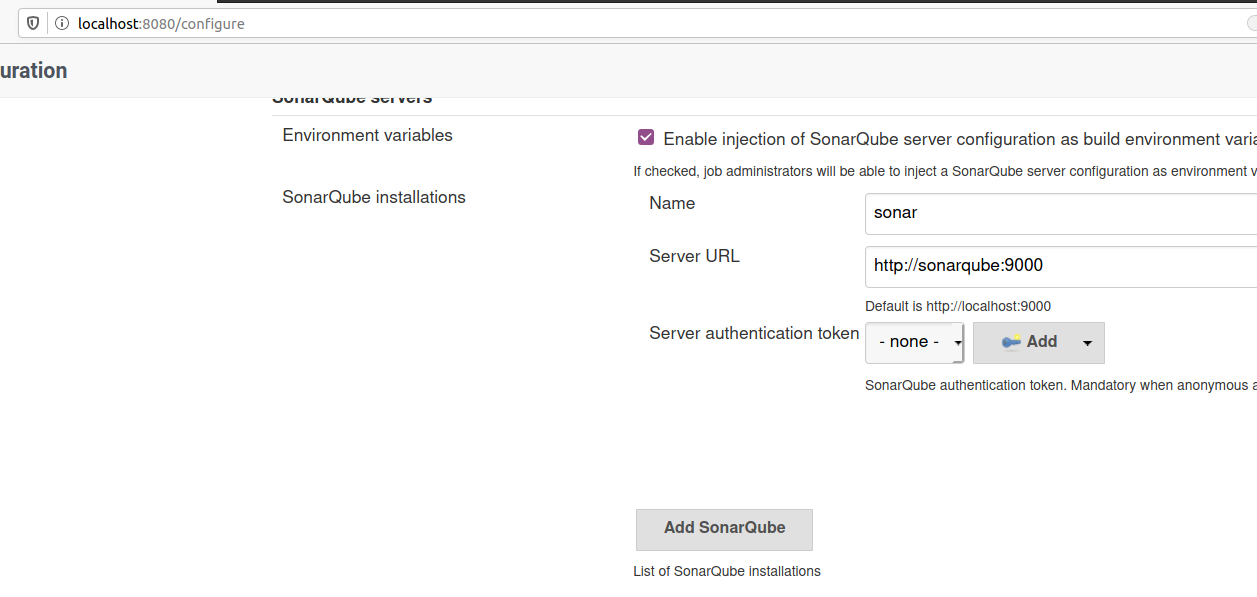 localhost:8080/configure
uration
SonarQube servers
Environment variables
Enable injection of SonarQube server configuration as build environment varia
If checked, job administrators will be able to inject a SonarQube server configuration as environment v
SonarQube installations
Name
sonar
Server URL
http://sonarqube:9000
Default is http://localhost:9000
Server authentication token
- none -
Add
SonarQube authentication token. Mandatory when anonymous a
Add SonarQube
List of SonarQube installations